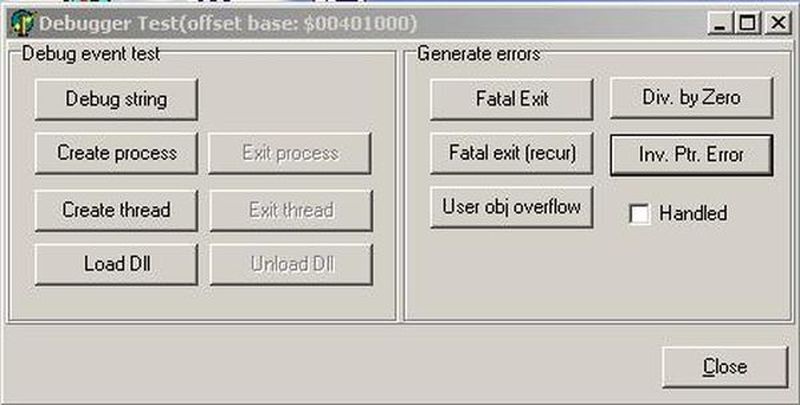 Debugger Test(offset base: $00401000)
Debug event test
Debug string
Create process
Exit process
Create thread
Exit thread
Load Dll
Unload Dll
Generate errors
Fatal Exit
Div. by Zero
Fatal exit (recur)
Inv. Ptr. Error
User obj overflow
Handled
Close